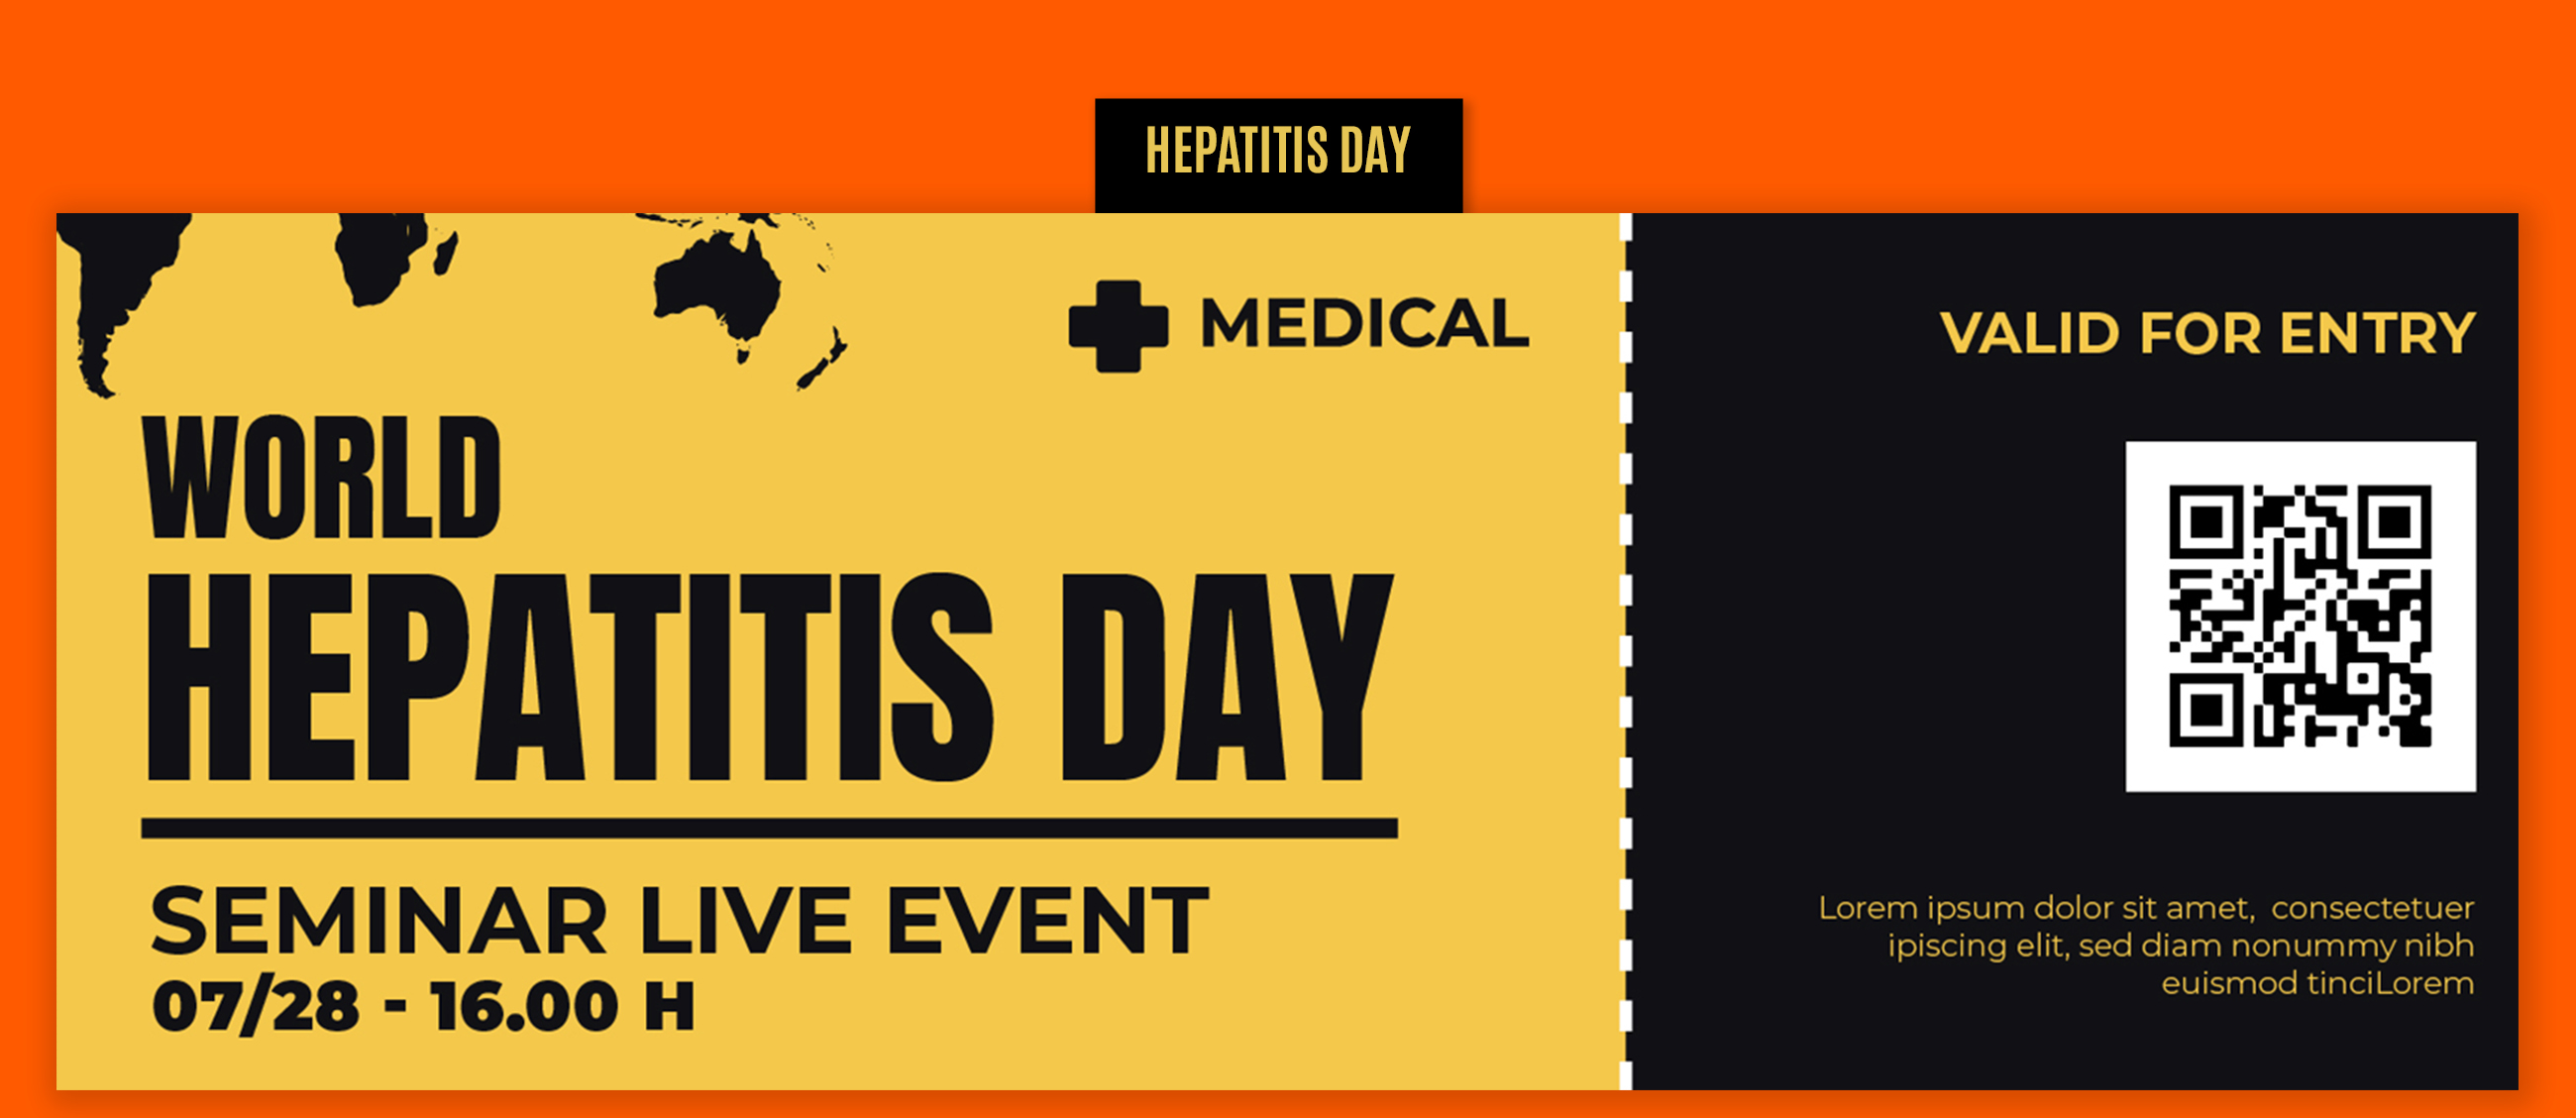 HEPATITIS DAY
MEDICAL
WORLD
HEPATITIS DAY
SEMINAR LIVE EVENT
07/28 - 16.00 H
VALID FOR ENTRY
Lorem ipsum dolor sit amet,  consectetuer
ipiscing elit, sed diam nonummy nibh
euismod tinciLorem